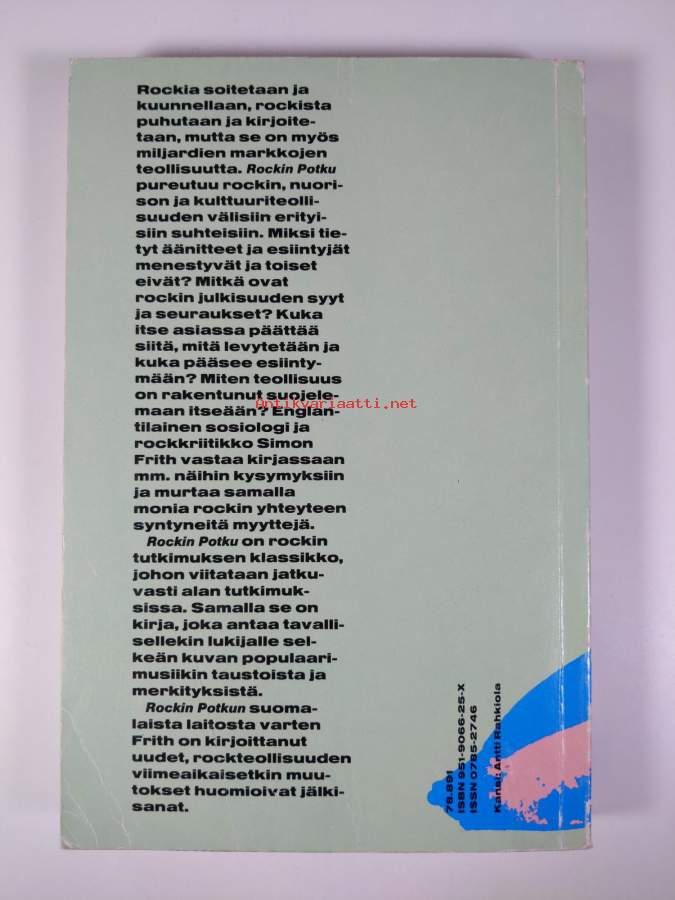 Rockia soitetaan ja
kuunnellaan, rockista
puhutaan ja kirjoite-
taan, mutta se on myös
miljardien markkojen
teollisuutta. Rockin Potku
pureutuu rockin, nuori-
son ja kulttuuriteolli-
suuden välisiin erityi-
siin suhteisiin. Miksi tie-
tyt äänitteet ja esiintyjät
menestyvät ja toiset
eivät? Mitkä ovat
rockin julkisuuden syyt
ja seuraukset? Kuka
itse asiassa päättää
siitä, mitä levytetään ja
kuka pääsee esiinty-
mään? Miten teollisuus
on rakentunut suojele-
maan itseään? Englan-
tilainen sosiologi ja
rockkriitikko Simon
Frith vastaa kirjassaan
mm. näihin kysymyksiin
ja murtaa samalla
monia rockin yhteyteen
syntyneitä myyttejä.
Rockin Potku on rockin
tutkimuksen klassikko,
johon viitataan jatku-
vasti alan tutkimuk-
sissa. Samalla se on
kirja, joka antaa tavalli-
sellekin lukijalle sel-
keän kuvan populaari-
musiikin taustoista ja
merkityksistä.
Rockin Potkun suoma-
laista laitosta varten
Frith on kirjoittanut
uudet, rockteollisuuden
viimeaikaisetkin muu-
tokset huomioivat jälki-
sanat.
Antikvariaatti.net
78.891
ISBN 951-9066-25-X
ISSN 0785-2746
Kansi: Antti Rahkiola